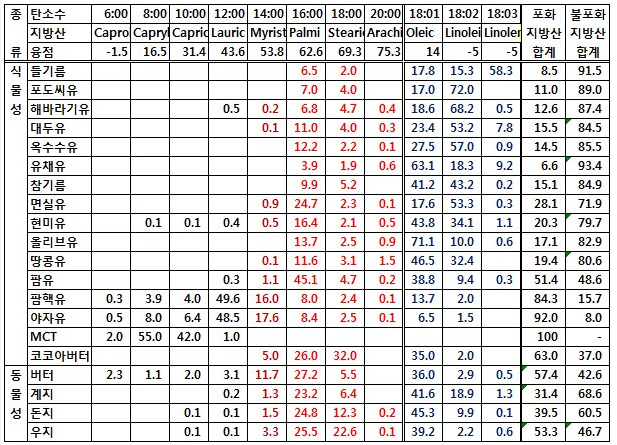 종 탄소수 6:00 8:00 10:00 12:00 14:00 16:00 18:00 20:00 18:01 18:02 18:03 포화 불포화
지방산 Capro Capryl Capric Lauric Myrist Palmi Stearic Arachi Oleic Linolei Linoler 지방산 지방산
류 융점 -1.5 16.5 31.4 43.6 53.8 62.6 69.3 75.3 14 -5 -5 합계 합계
식 들기름 6.5 2.0 17.8 15.3 58.3 8.5 91.5
물 포도씨유 7.0 4.0 17.0 72.0 11.0 89.0
성 해바라기유 0.5 0.2 6.8 4.7 0.4 18.6 68.2 0.5 12.6 87.4
대두유 0.1 11.0 4.0 0.3 23.4 53.2 7.8 15.5 84.5
옥수수유 12.2 2.2 0.1 27.5 57.0 0.9 14.5 85.5
유채유 3.9 1.9 0.6 63.1 18.3 9.2 6.6 93.4
참기름 9.9 5.2 41.2 43.2 0.2 15.1 84.9
면실유 0.9 24.7 2.3 0.1 17.6 53.3 0.3 28.1 71.9
현미유 0.1 0.1 0.4 0.5 16.4 2.1 0.5 43.8 34.1 1.1 20.3 79.7
올리브유 13.7 2.5 0.9 71.1 10.0 0.6 17.1 82.9
땅콩유 0.1 11.6 3.1 1.5 46.5 32.4 19.4 80.6
팜유 0.3 1.1 45.1 4.7 0.2 38.8 9.4 0.3 51.4 48.6
팜핵유 0.3 3.9 4.0 49.6 16.0 8.0 2.4 0.1 13.7 2.0 84.3 15.7
야자유 0.5 8.0 6.4 48.5 17.6 8.4 2.5 0.1 6.5 1.5 92.0 8.0
MCT 2.0 55.0 42.0 1.0 100 -
코코아버터 5.0 26.0 32.0 35.0 2.0 63.0 37.0
동 버터 2.3 1.1 2.0 3.1 11.7 27.2 5.5 36.0 2.9 0.5 57.4 42.6
물 계지 0.2 1.3 23.2 6.4 41.6 18.9 1.3 31.4 68.6
성 돈지 0.1 0.1 1.5 24.8 12.3 0.2 45.3 9.9 0.1 39.5 60.5
우지 0.1 0.1 3.3 25.5 22.6 0.1 39.2 2.2 0.6 53.3 46.7